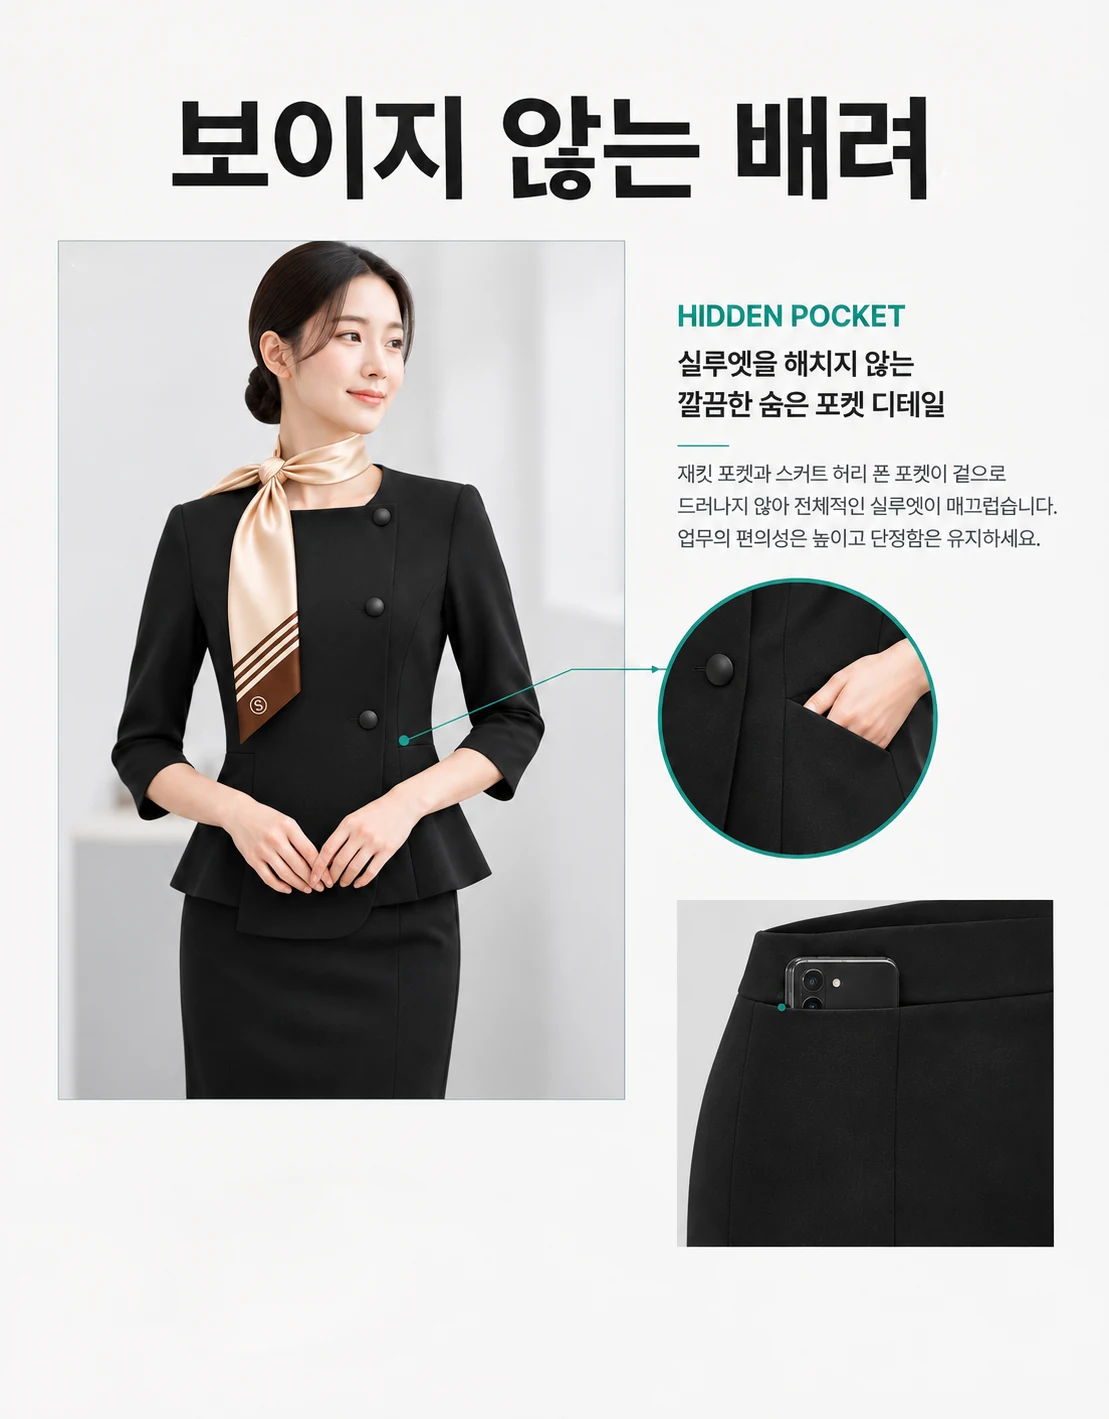 보이지 않는 배려
HIDDEN POCKET
실루엣을 해치지 않는
깔끔한 숨은 포켓 디테일
재킷 포켓과 스커트 허리 폰 포켓이 겉으로
드러나지 않아 전체적인 실루엣이 매끄럽습니다.
업무의 편의성은 높이고 단정함은 유지하세요.
S